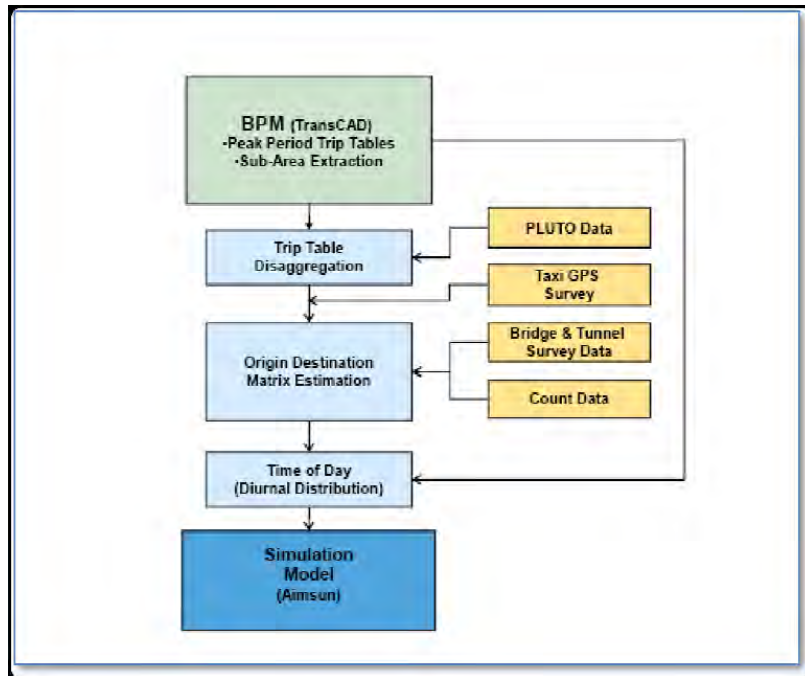 BPM (TransCAD)
•Peak Period Trip Tables
•Sub-Area Extraction
PLUTO Data
Trip Table
Disaggregation
Taxi GPS
Survey
Bridge & Tunnel
Survey Data
Origin Destination
Matrix Estimation
Count Data
Time of Day
(Diurnal Distribution)
Simulation
Model
(Aimsun)